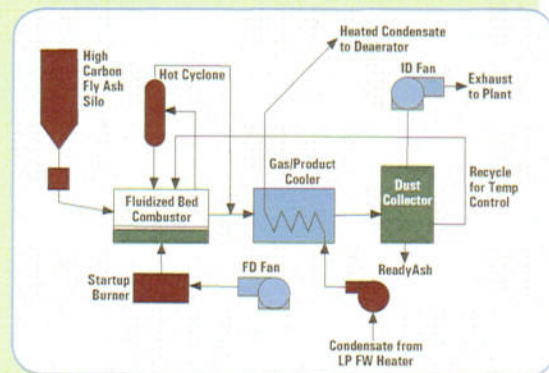 High
Carbon
Fly Ash
Silo
Hot Cyclone
Heated Condensate
to Deaerator
ID Fan
Exhaust
to Plant
Gas/Product
Cooler
Fluidized Bed
Combustor
Dust
Collector
Recycle
for Temp
Control
ReadyAsh
Startup
Burner
FD Fan
Condensate from
LP FW Heater